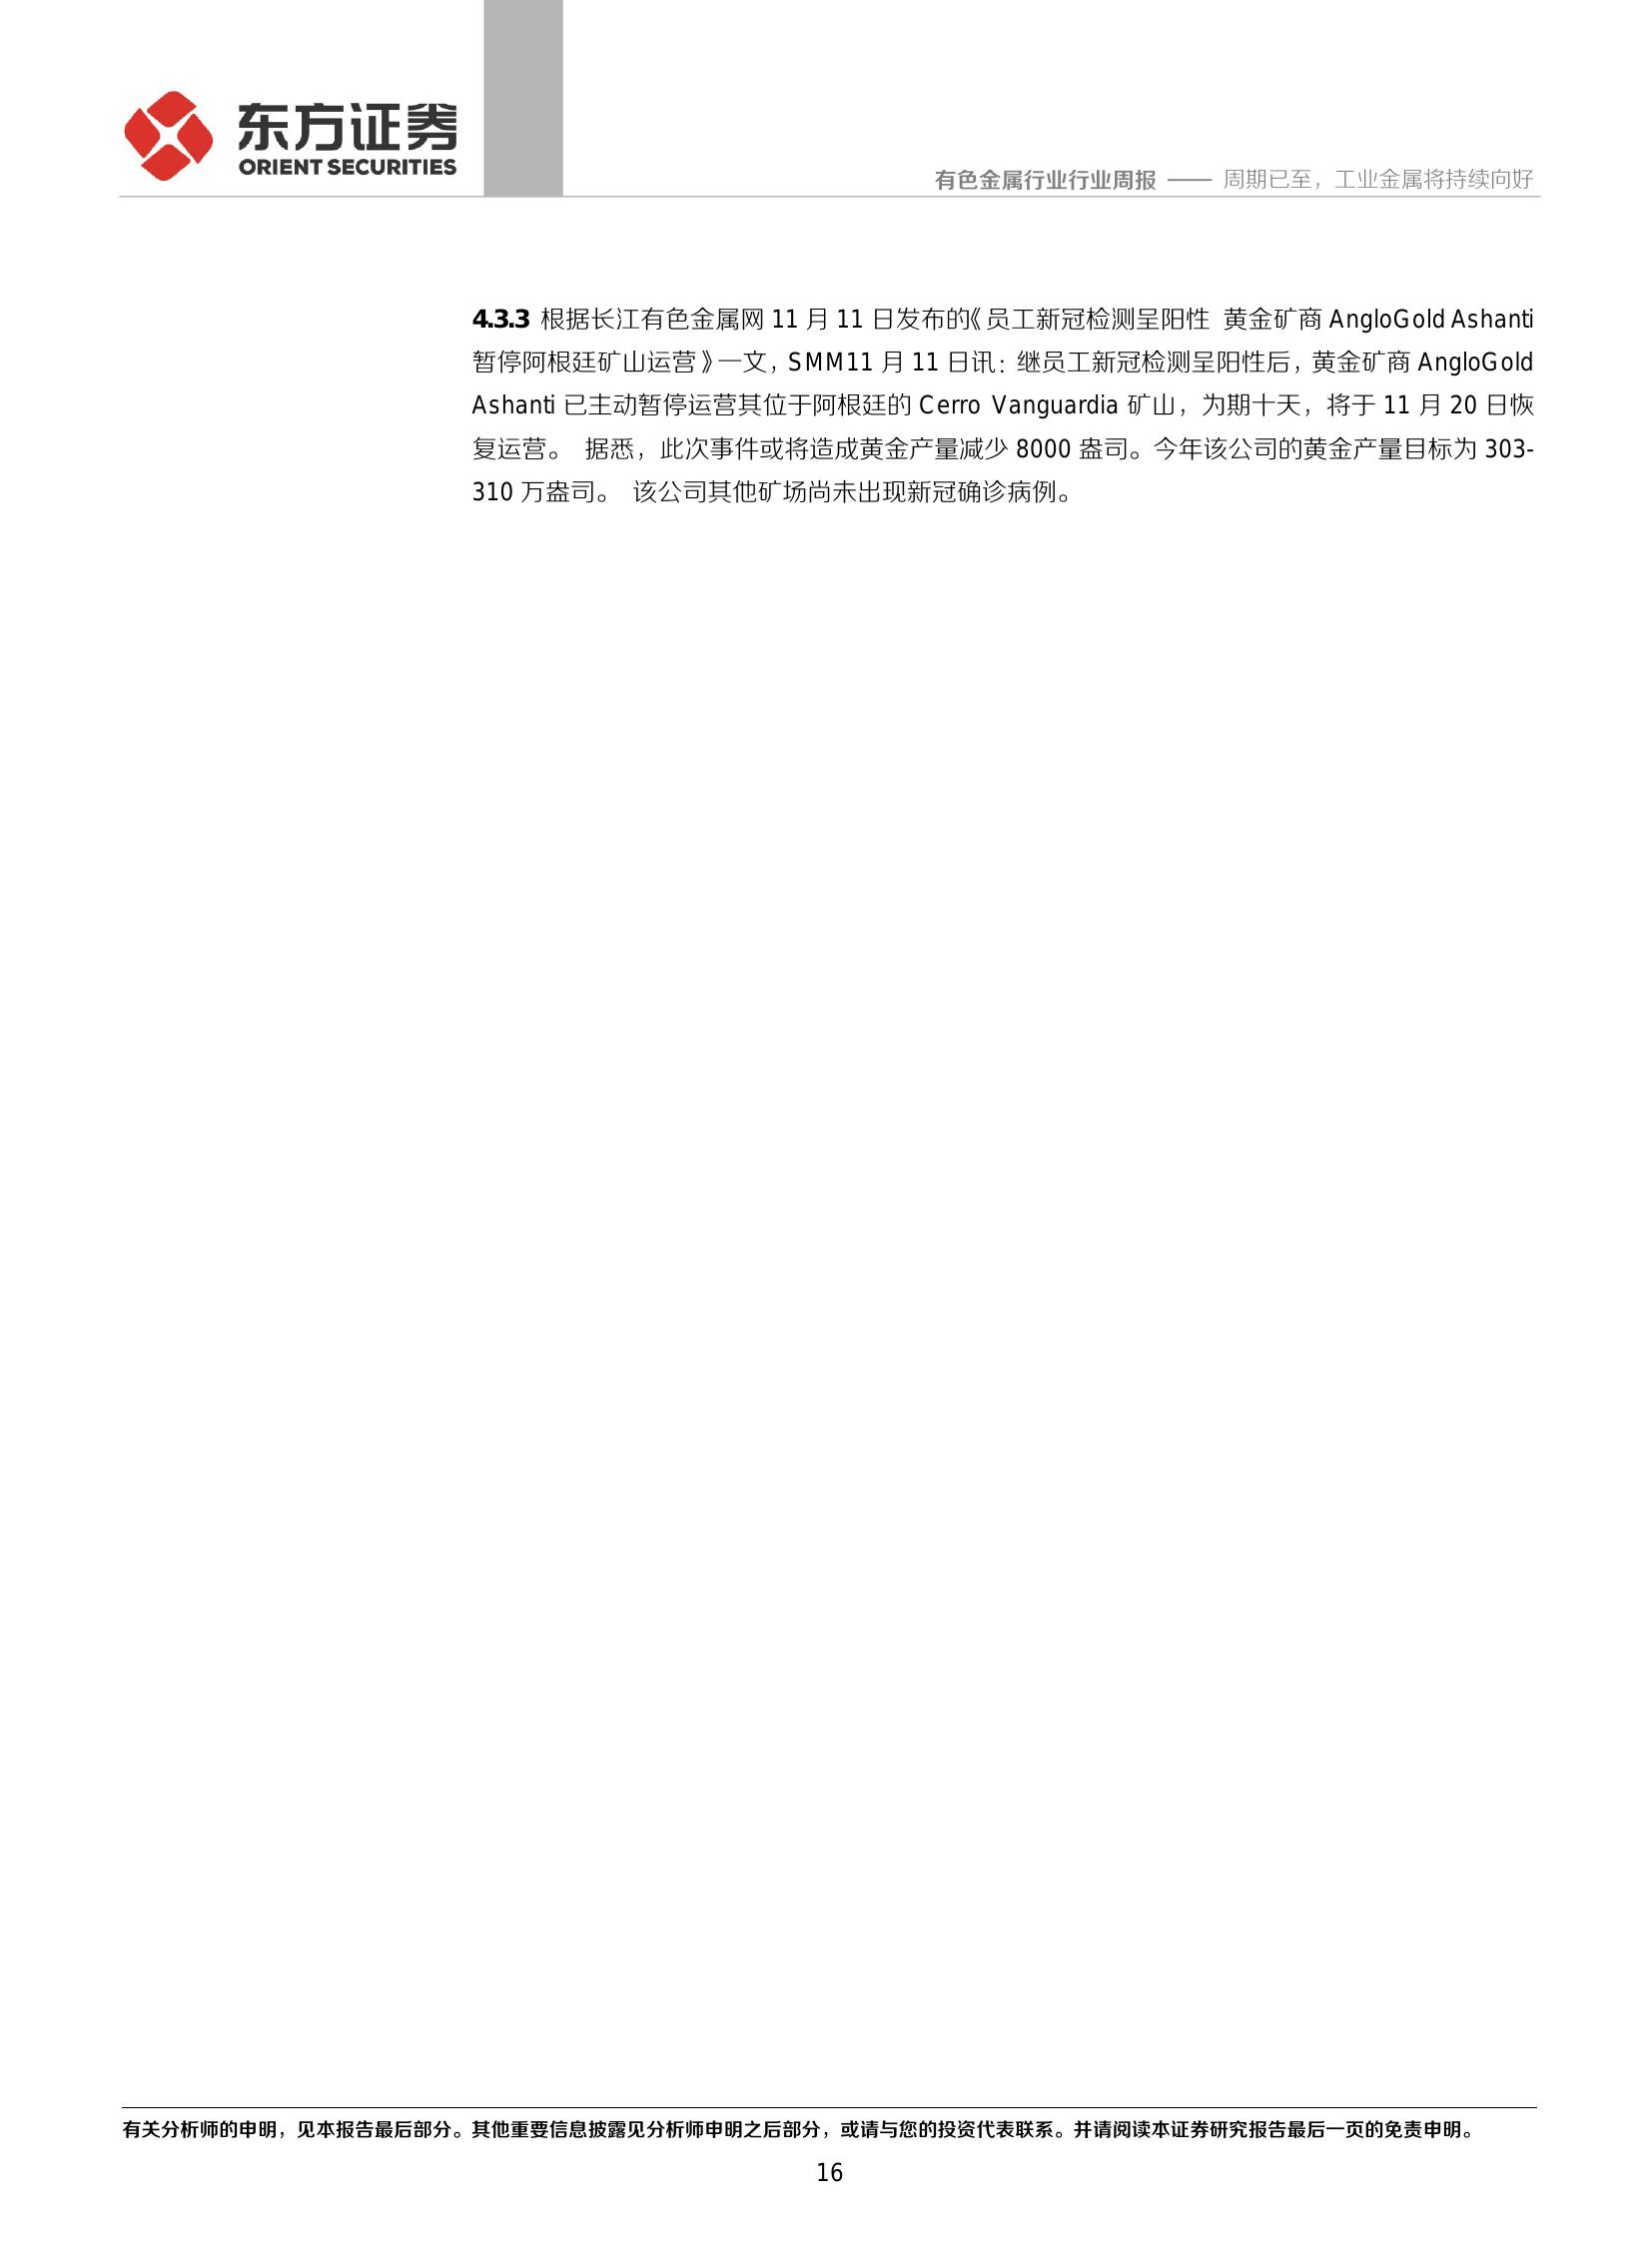 东方证券
ORIENT SECURITIES
有色金属行业行业周报 —— 周期已至，工业金属将持续向好
4.3.3 根据长江有色金属网 11 月 11 日发布的《员工新冠检测呈阳性 黄金矿商 AngloGold Ashanti
暂停阿根廷矿山运营》一文，SMM11 月 11 日讯：继员工新冠检测呈阳性后，黄金矿商 AngloGold
Ashanti 已主动暂停运营其位于阿根廷的 Cerro Vanguardia 矿山，为期十天，将于 11 月 20 日恢
复运营。 据悉，此次事件或将造成黄金产量减少 8000 盎司。今年该公司的黄金产量目标为 303-
310 万盎司。 该公司其他矿场尚未出现新冠确诊病例。
有关分析师的申明，见本报告最后部分。其他重要信息披露见分析师申明之后部分，或请与您的投资代表联系。并请阅读本证券研究报告最后一页的免责申明。
16